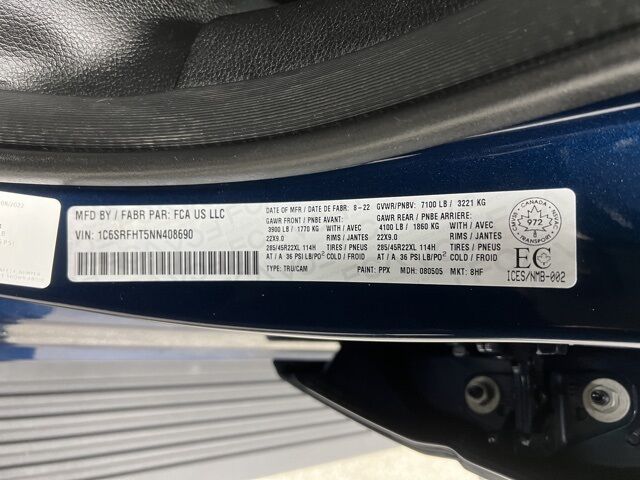 MFD BY / FABR PAR: FCA US LLC
VIN: 1C6SRFHT5NN408690
DATE OF MFR / DATE DE FABR: 8-22 GVWR/PNBV: 7100 LB / 3221 KG
GAWR FRONT / PNBE AVANT: GAWR REAR / PNBE ARRIERE:
3900 LB / 1770 KG WITH / AVEC 4100 LB / 1860 KG WITH / AVEC
22X9.0 RIMS / JANTES 22X9.0 RIMS / JANTES
285/45R22XL 114H TIRES / PNEUS 285/45R22XL 114H TIRES / PNEUS
AT / A 36 PSI LB/PO² COLD / FROID AT / A 36 PSI LB/PO² COLD / FROID
TYPE: TRU/CAM PAINT: PPX MDH: 080505 MKT: 8HF
CANADA
972
8
TRANSPORT
EC
ICES/NMB-002